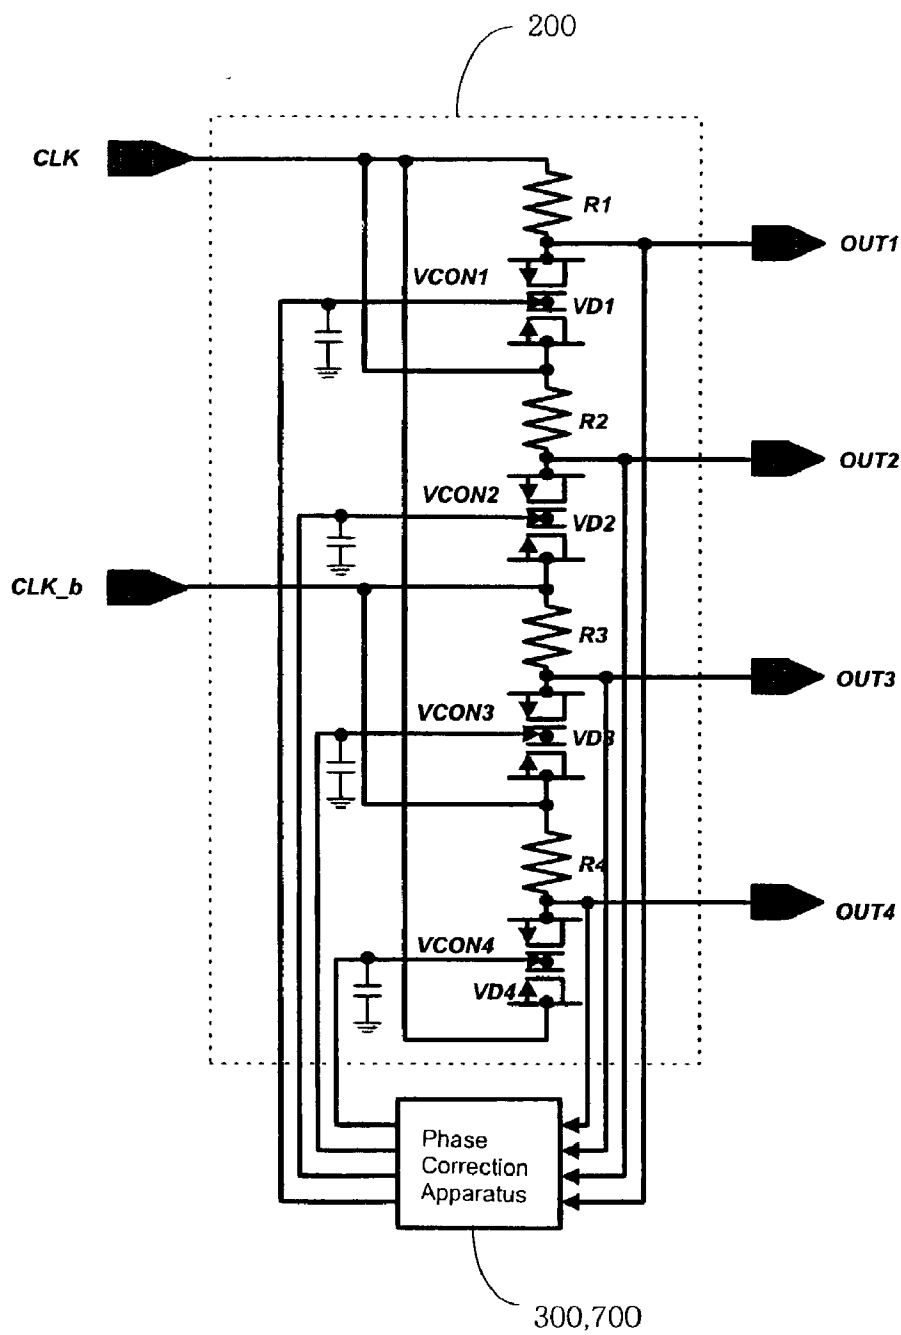 200
CLK
R1
OUT1
VCON1
VD1
R2
OUT2
VCON2
VD2
CLK_b
R3
OUT3
VCON3
VD3
R4
OUT4
VCON4
VD4
Phase
Correction
Apparatus
300,700